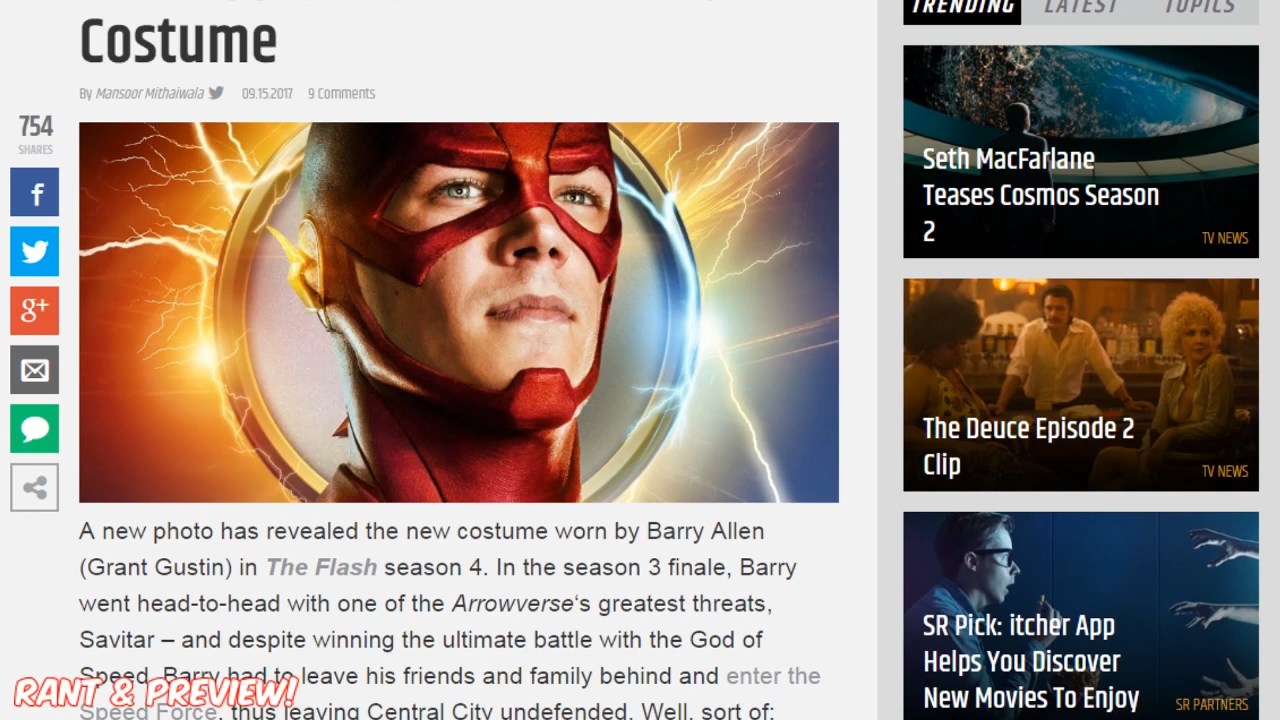 Costume
By Mansoor Mithaiwala 09.15.2017 9 Comments
754
SHARES
f
g+
A new photo has revealed the new costume worn by Barry Allen
(Grant Gustin) in The Flash season 4. In the season 3 finale, Barry
went head-to-head with one of the Arrowverse‘s greatest threats,
Savitar – and despite winning the ultimate battle with the God of
Speed, Barry had to leave his friends and family behind and enter the
Speed Force, thus leaving Central City undefended. Well, sort of:
RANT & PREVIEW!
TRENDING LATEST TOPICS
Seth MacFarlane
Teases Cosmos Season
2
TV NEWS
The Deuce Episode 2
Clip
TV NEWS
SR Pick: itcher App
Helps You Discover
New Movies To Enjoy
SR PARTNERS